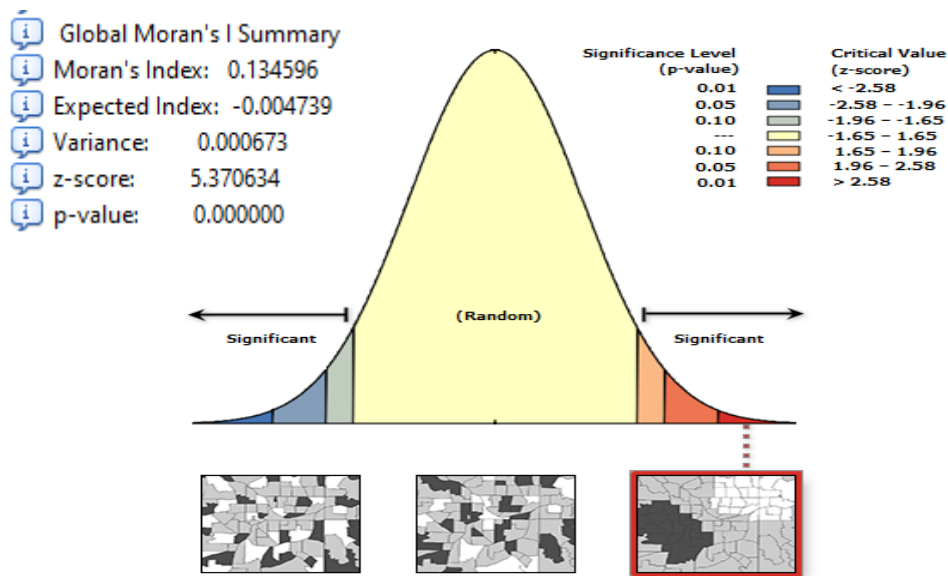 Global Moran's I Summary
Moran's Index: 0.134596
Expected Index: -0.004739
Variance: 0.000673
z-score: 5.370634
p-value: 0.000000
Significance Level
(p-value)
Critical Value
(z-score)
0.01 < -2.58
0.05 -2.58 – -1.96
0.10 -1.96 – -1.65
--- -1.65 – 1.65
0.10 1.65 – 1.96
0.05 1.96 – 2.58
0.01 > 2.58
(Random)
Significant
Significant